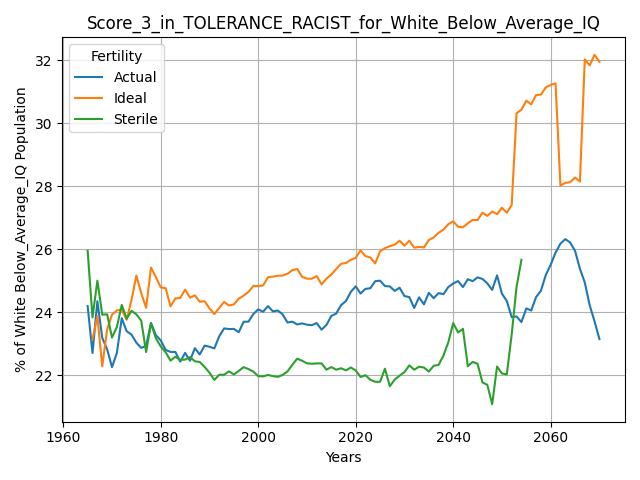 Score_3_in_TOLERANCE_RACIST_for_White_Below_Average_IQ
% of White Below_Average_IQ Population
32
30
28
26
24
22
Fertility
Actual
Ideal
Sterile
1960
1980
2000
2020
2040
2060
Years